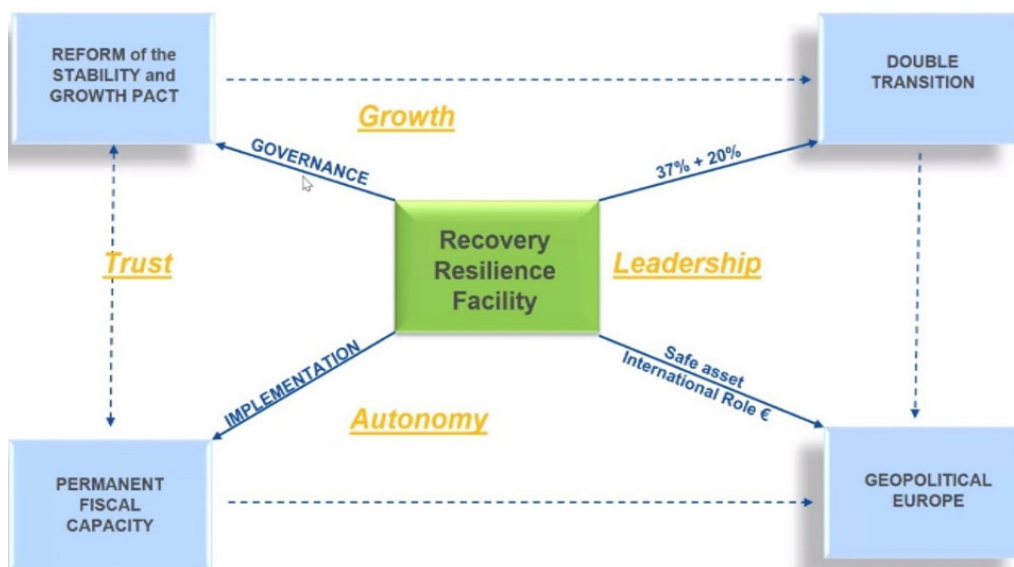 REFORM of the
STABILITY and
GROWTH PACT
DOUBLE
TRANSITION
Growth
GOVERNANCE
37% + 20%
Recovery
Resilience
Facility
Trust
Leadership
IMPLEMENTATION
Safe asset
International Role €
Autonomy
PERMANENT
FISCAL
CAPACITY
GEOPOLITICAL
EUROPE